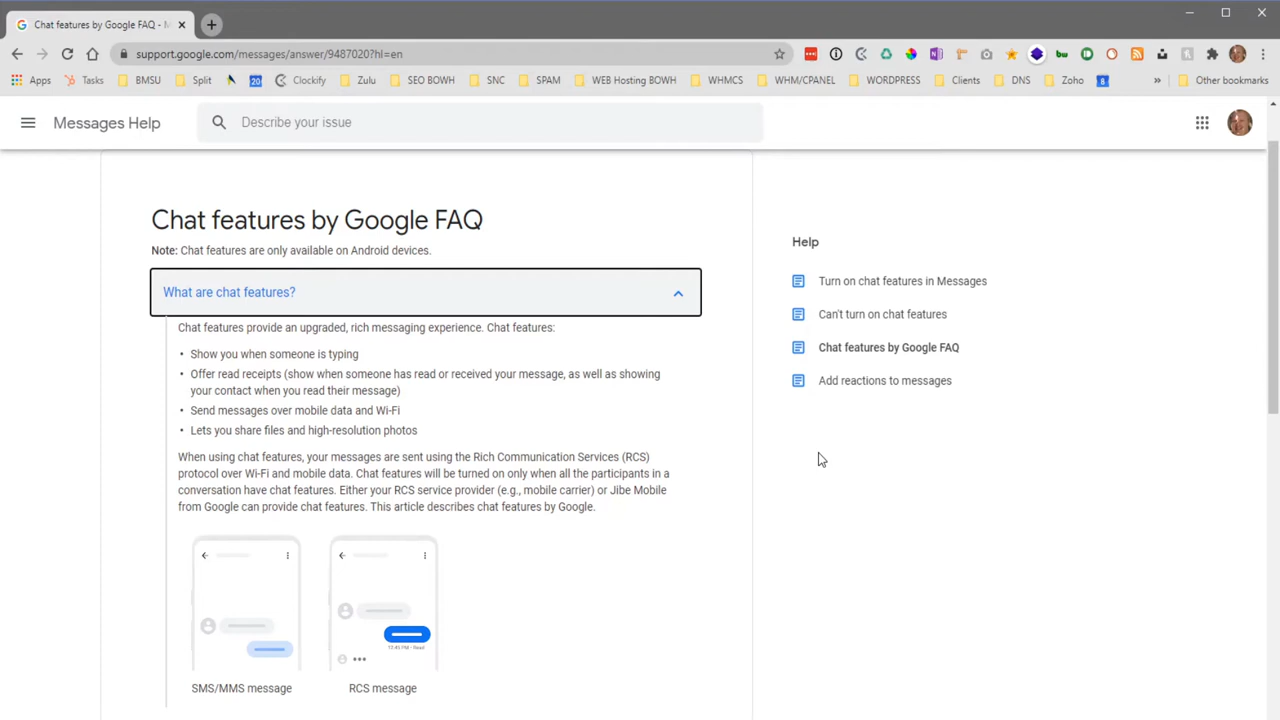 Chat features by Google FAQ - M
support.google.com/messages/answer/9487020?hl=en
Apps
Tasks
BMSU
Split
20
Clockify
Zulu
SEO BOWH
SNC
SPAM
WEB Hosting BOWH
WHMCS
WHM/CPANEL
WORDPRESS
Clients
DNS
Zoho
»
Other bookmarks
Messages Help
Describe your issue
Chat features by Google FAQ
Note: Chat features are only available on Android devices.
What are chat features?
Chat features provide an upgraded, rich messaging experience. Chat features:
• Show you when someone is typing
• Offer read receipts (show when someone has read or received your message, as well as showing
your contact when you read their message)
• Send messages over mobile data and Wi-Fi
• Lets you share files and high-resolution photos
When using chat features, your messages are sent using the Rich Communication Services (RCS)
protocol over Wi-Fi and mobile data. Chat features will be turned on only when all the participants in a
conversation have chat features. Either your RCS service provider (e.g., mobile carrier) or Jibe Mobile
from Google can provide chat features. This article describes chat features by Google.
12:45 PM • Read
SMS/MMS message
RCS message
Help
Turn on chat features in Messages
Can't turn on chat features
Chat features by Google FAQ
Add reactions to messages